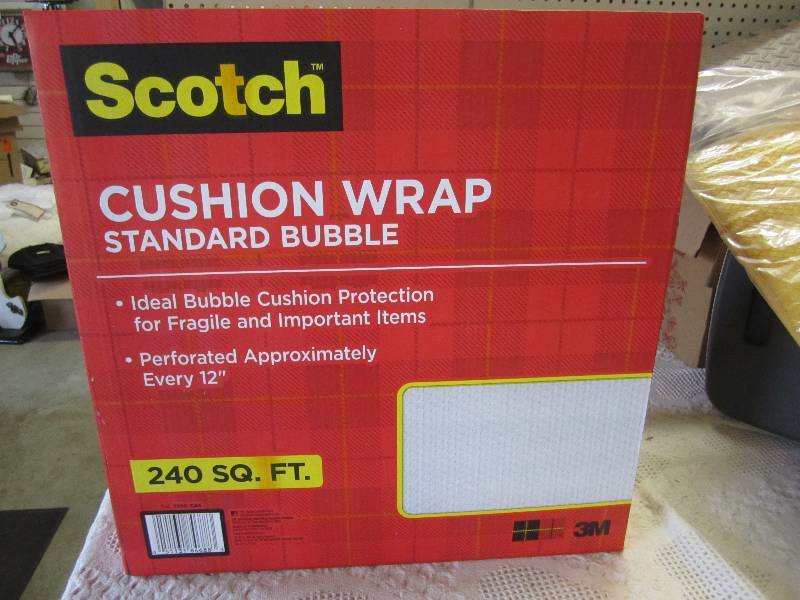 Scotch™
CUSHION WRAP
STANDARD BUBBLE
• Ideal Bubble Cushion Protection
for Fragile and Important Items
• Perforated Approximately
Every 12"
240 SQ. FT.
3M